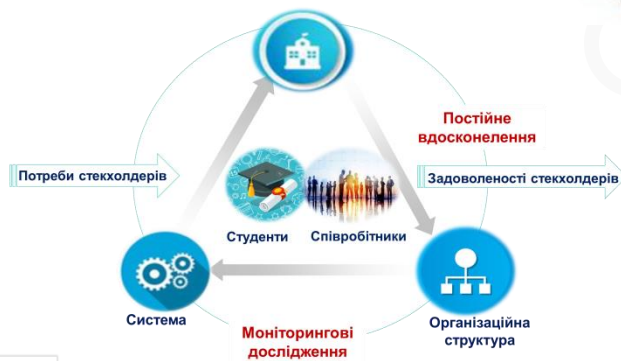 Постійне
вдосконелення
Потреби стекхолдерів
Задоволеності стекхолдерів
Студенти
Співробітники
Система
Організаційна
структура
Моніторингові
дослідження